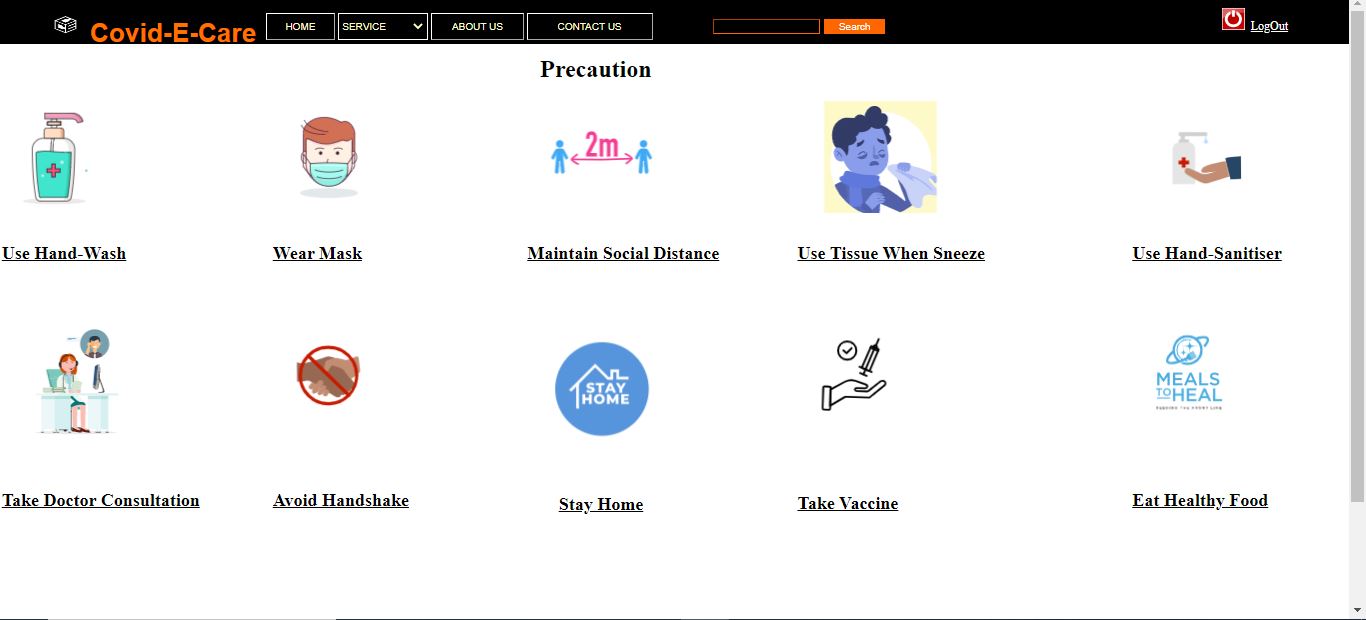 Covid-E-Care
HOME
SERVICE
ABOUT US
CONTACT US
Search
LogOut
Precaution
2m
Use Hand-Wash
Wear Mask
Maintain Social Distance
Use Tissue When Sneeze
Use Hand-Sanitiser
STAY
HOME
MEALS
TO HEAL
Take Doctor Consultation
Avoid Handshake
Stay Home
Take Vaccine
Eat Healthy Food